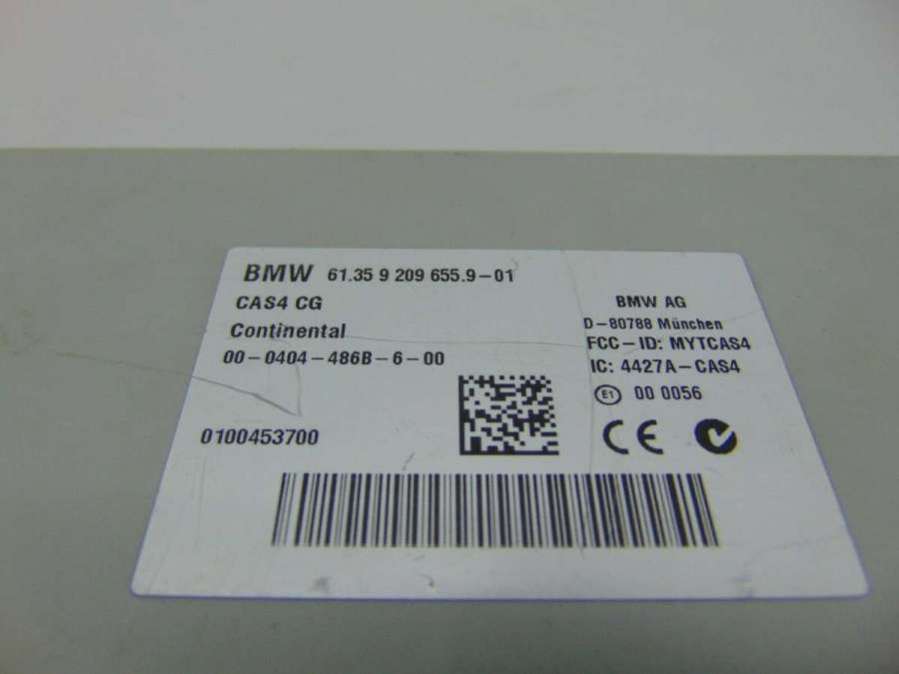 BMW 61.35 9 209 655.9-01
CAS4 CG
Continental
00-0404-486B-6-00
0100453700
BMW AG
D-80788 München
FCC-ID: MYTCAS4
IC: 4427A-CAS4
E1 00 0056
CE